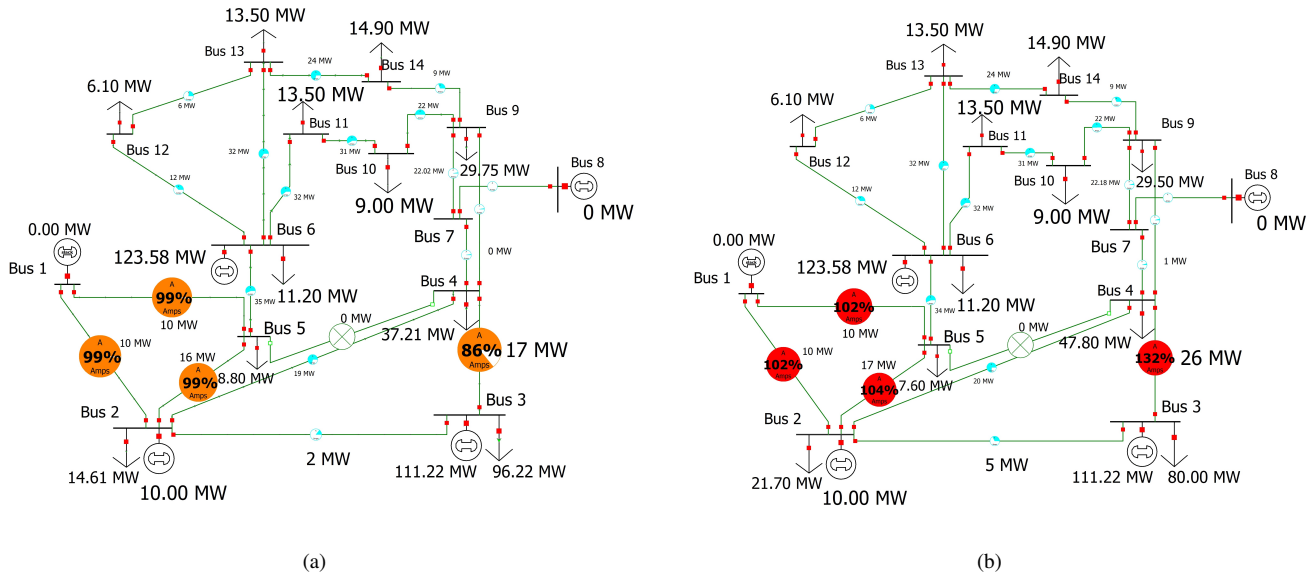 13.50 MW
14.90 MW
Bus 13
24 MW
Bus 14
9 MW
6.10 MW
6 MW
13.50 MW
22 MW
Bus 9
Bus 11
Bus 12
31 MW
Bus 10
32 MW
29.75 MW
Bus 8
22.02 MW
12 MW
32 MW
9.00 MW
0 MW
0.00 MW
Bus 6
Bus 7
0 MW
123.58 MW
Bus 1
11.20 MW
Bus 4
A
99%
Amps
10 MW
35 MW
Bus 5
0 MW
37.21 MW
A
99%
Amps
10 MW
16 MW
A
99%
Amps
8.80 MW
19 MW
A
86%
Amps
17 MW
Bus 2
Bus 3
2 MW
14.61 MW
10.00 MW
111.22 MW
96.22 MW
(a)
13.50 MW
14.90 MW
Bus 13
24 MW
Bus 14
9 MW
6.10 MW
6 MW
13.50 MW
22 MW
Bus 9
Bus 11
Bus 12
31 MW
Bus 10
32 MW
29.50 MW
Bus 8
22.18 MW
12 MW
32 MW
9.00 MW
0 MW
0.00 MW
Bus 6
Bus 7
1 MW
123.58 MW
Bus 1
11.20 MW
Bus 4
A
102%
Amps
10 MW
34 MW
Bus 5
0 MW
47.80 MW
A
102%
Amps
10 MW
17 MW
A
104%
Amps
7.60 MW
20 MW
A
132%
Amps
26 MW
Bus 2
Bus 3
5 MW
21.70 MW
10.00 MW
111.22 MW
80.00 MW
(b)